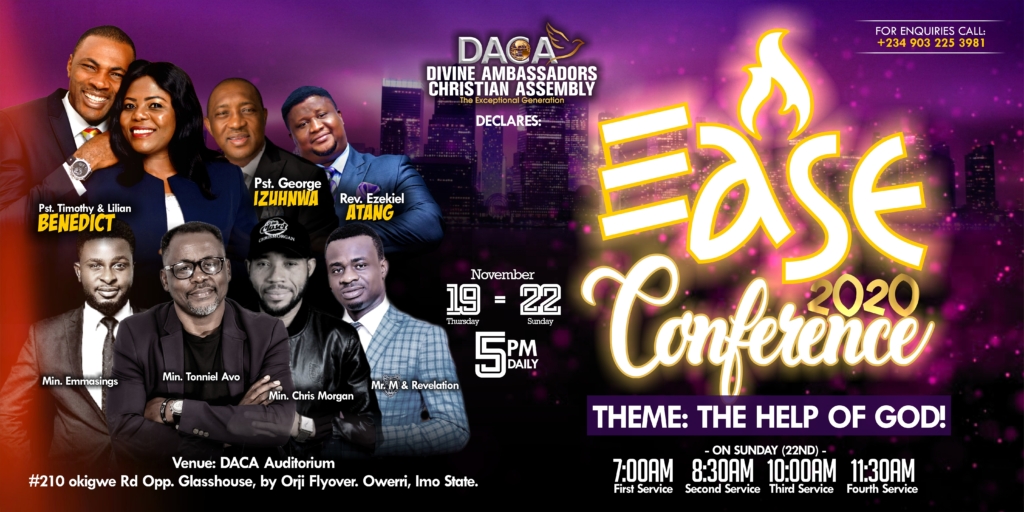 FOR ENQUIRIES CALL:
+234 903 225 3981
DACA
DIVINE AMBASSADORS
CHRISTIAN ASSEMBLY
The Exceptional Generation
DECLARES:
Ease
Conference
2020
THEME: THE HELP OF GOD!
Pst. Timothy & Lilian
BENEDICT
Pst. George
IZUHNWA
Rev. Ezekiel
ATANG
Min. Emmasings
Min. Tonniel Avo
CHRIS MORGAN
Min. Chris Morgan
Mr. M & Revelation
November
19 - 22
Thursday Sunday
5PM
DAILY
Venue: DACA Auditorium
#210 okigwe Rd Opp. Glasshouse, by Orji Flyover. Owerri, Imo State.
- ON SUNDAY (22ND) -
7:00AM 8:30AM 10:00AM 11:30AM
First Service Second Service Third Service Fourth Service